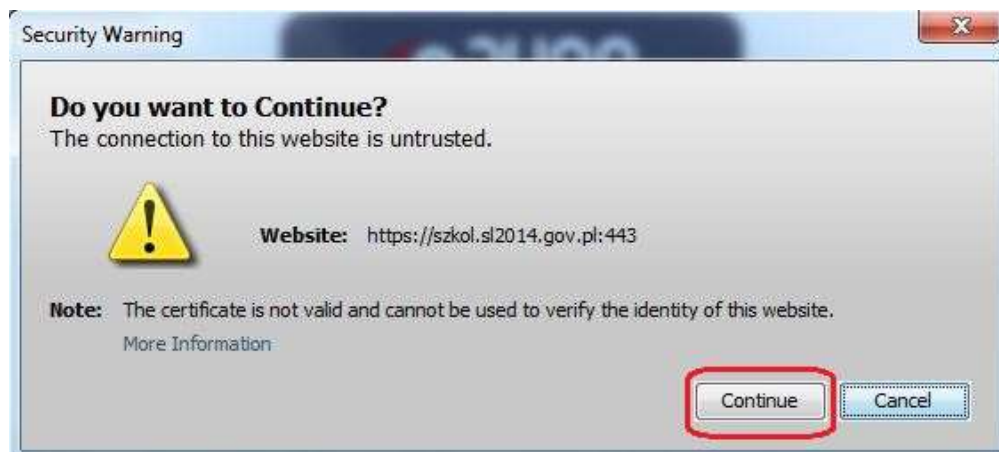 Security Warning
Do you want to Continue?
The connection to this website is untrusted.
Website: https://szkol.sl2014.gov.pl:443
Note: The certificate is not valid and cannot be used to verify the identity of this website.
More Information
Continue Cancel